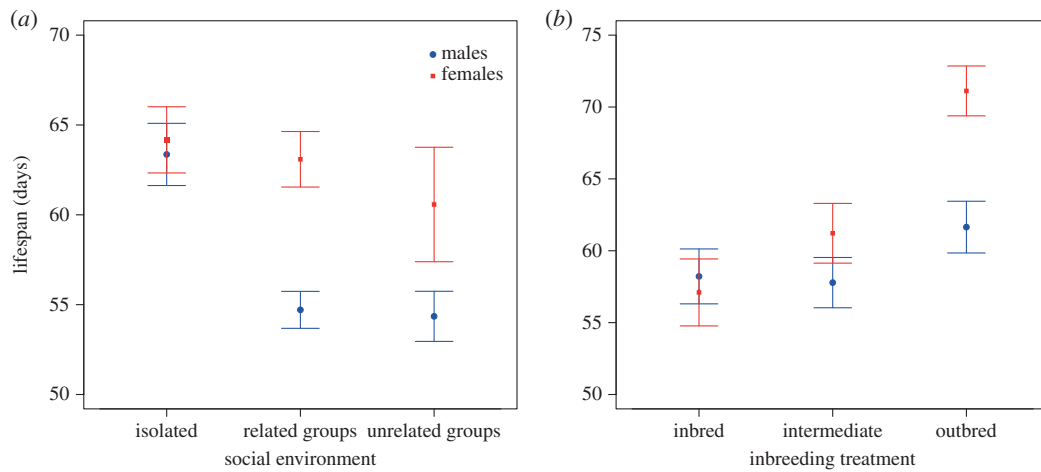 (a)
70
65
60
55
50
lifespan (days)
males
females
isolated related groups unrelated groups
social environment
(b)
75
70
65
60
55
50
inbred intermediate outbred
inbreeding treatment